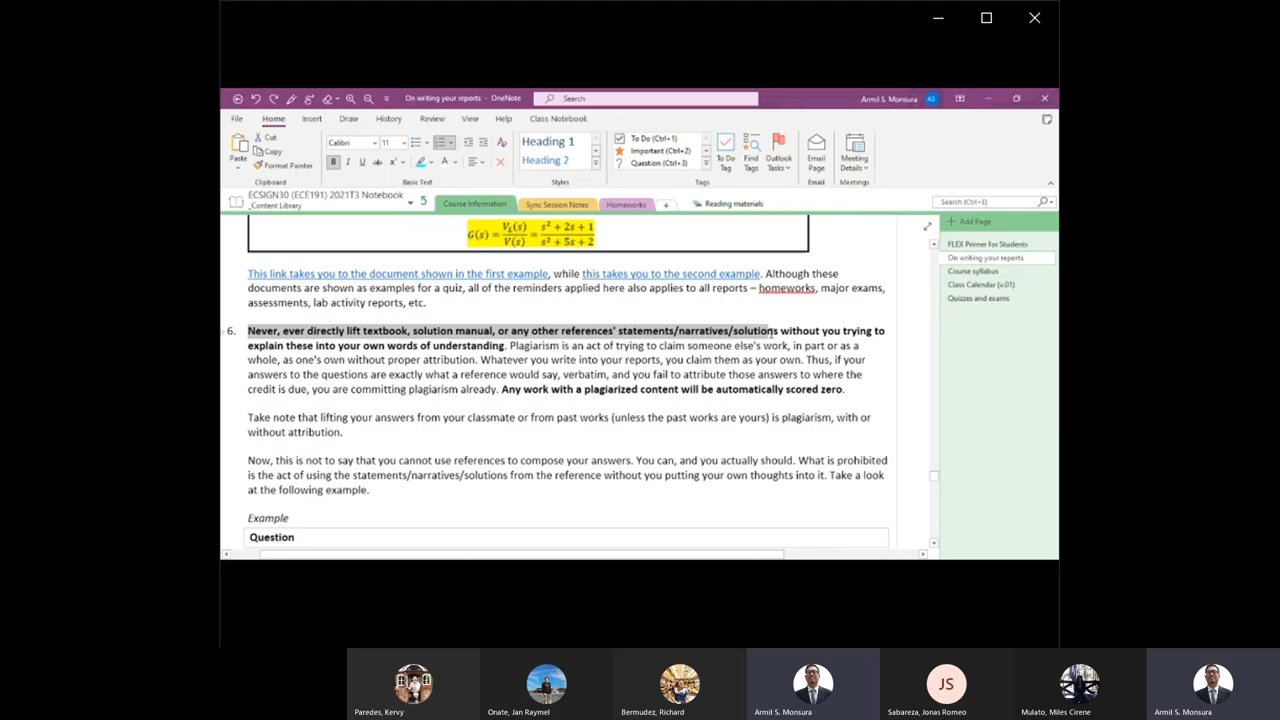 On writing your reports - OneNote
Search
Armil S. Monsura
AS
File Home Insert Draw History Review View Help Class Notebook
Paste
Cut
Copy
Format Painter
Clipboard
Calibri 11
Basic Text
Heading 1
Heading 2
Styles
To Do (Ctrl+1)
Important (Ctrl+2)
Question (Ctrl+3)
To Do Tag
Find Tags
Outlook Tasks
Tags
Email Page
Email
Meeting Details
Meetings
ECSIGN30 (ECE191) 2021T3 Notebook
_Content Library
Course Information Sync Session Notes Homeworks + Reading materials
Search (Ctrl+E)
Add Page
FLEX Primer for Students
On writing your reports
Course syllabus
Class Calendar (v.01)
Quizzes and exams
G(s) = V_L(s)/V(s) = s² + 2s + 1/s² + 5s + 2
This link takes you to the document shown in the first example, while this takes you to the second example. Although these
documents are shown as examples for a quiz, all of the reminders applied here also applies to all reports – homeworks, major exams,
assessments, lab activity reports, etc.
6. Never, ever directly lift textbook, solution manual, or any other references' statements/narratives/solutions without you trying to
explain these into your own words of understanding. Plagiarism is an act of trying to claim someone else's work, in part or as a
whole, as one's own without proper attribution. Whatever you write into your reports, you claim them as your own. Thus, if your
answers to the questions are exactly what a reference would say, verbatim, and you fail to attribute those answers to where the
credit is due, you are committing plagiarism already. Any work with a plagiarized content will be automatically scored zero.
Take note that lifting your answers from your classmate or from past works (unless the past works are yours) is plagiarism, with or
without attribution.
Now, this is not to say that you cannot use references to compose your answers. You can, and you actually should. What is prohibited
is the act of using the statements/narratives/solutions from the reference without you putting your own thoughts into it. Take a look
at the following example.
Example
Question
Paredes, Kervy
Onate, Jan Raymel
Bermudez, Richard
Armil S. Monsura
JS
Sabareza, Jonas Romeo
Mulato, Miles Cirene
Armil S. Monsura